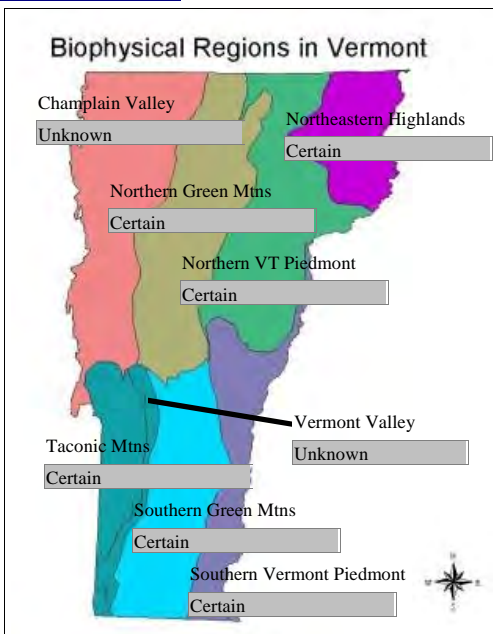 Biophysical Regions in Vermont
Champlain Valley
Unknown
Northeastern Highlands
Certain
Northern Green Mtns
Certain
Northern VT Piedmont
Certain
Vermont Valley
Unknown
Taconic Mtns
Certain
Southern Green Mtns
Certain
Southern Vermont Piedmont
Certain